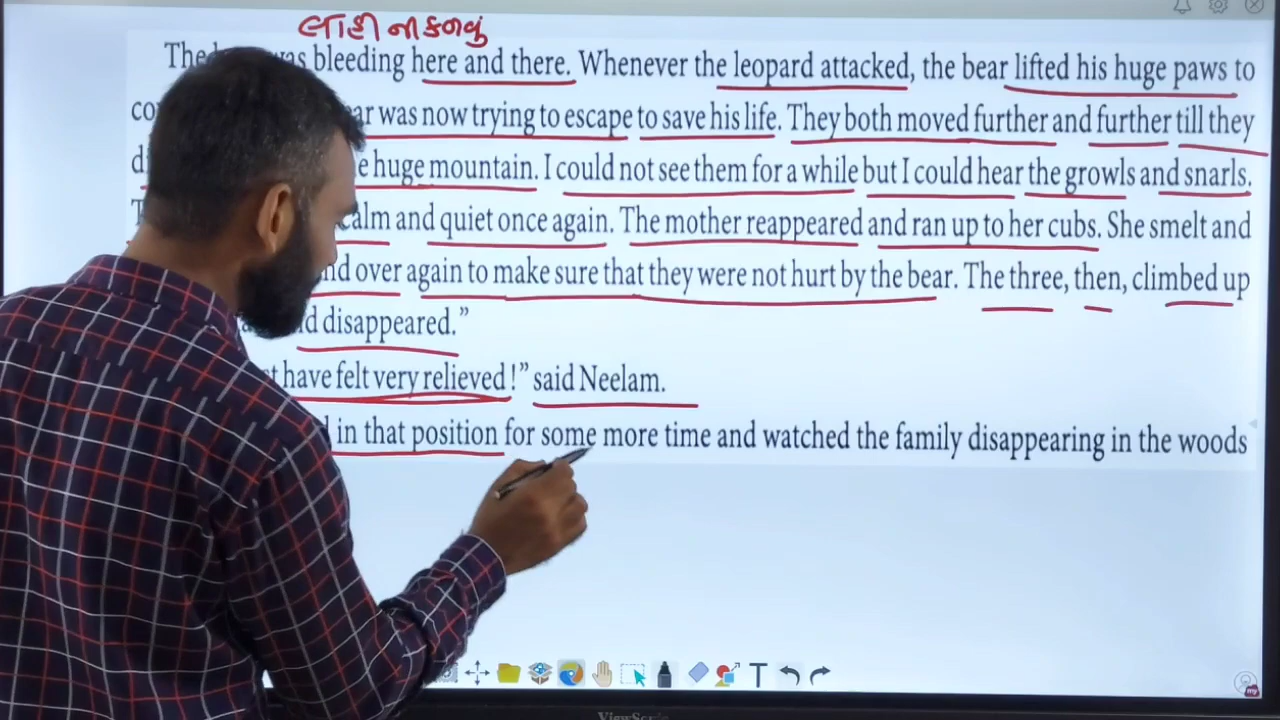 લોહી નીકળવું
The was bleeding here and there. Whenever the leopard attacked, the bear lifted his huge paws to
was now trying to escape to save his life. They both moved further and further till they
huge mountain. I could not see them for a while but I could hear the growls and snarls.
and quiet once again. The mother reappeared and ran up to her cubs. She smelt and
over again to make sure that they were not hurt by the bear. The three, then, climbed up
disappeared.”
have felt very relieved !” said Neelam.
in that position for some more time and watched the family disappearing in the woods
T
ViewSonic